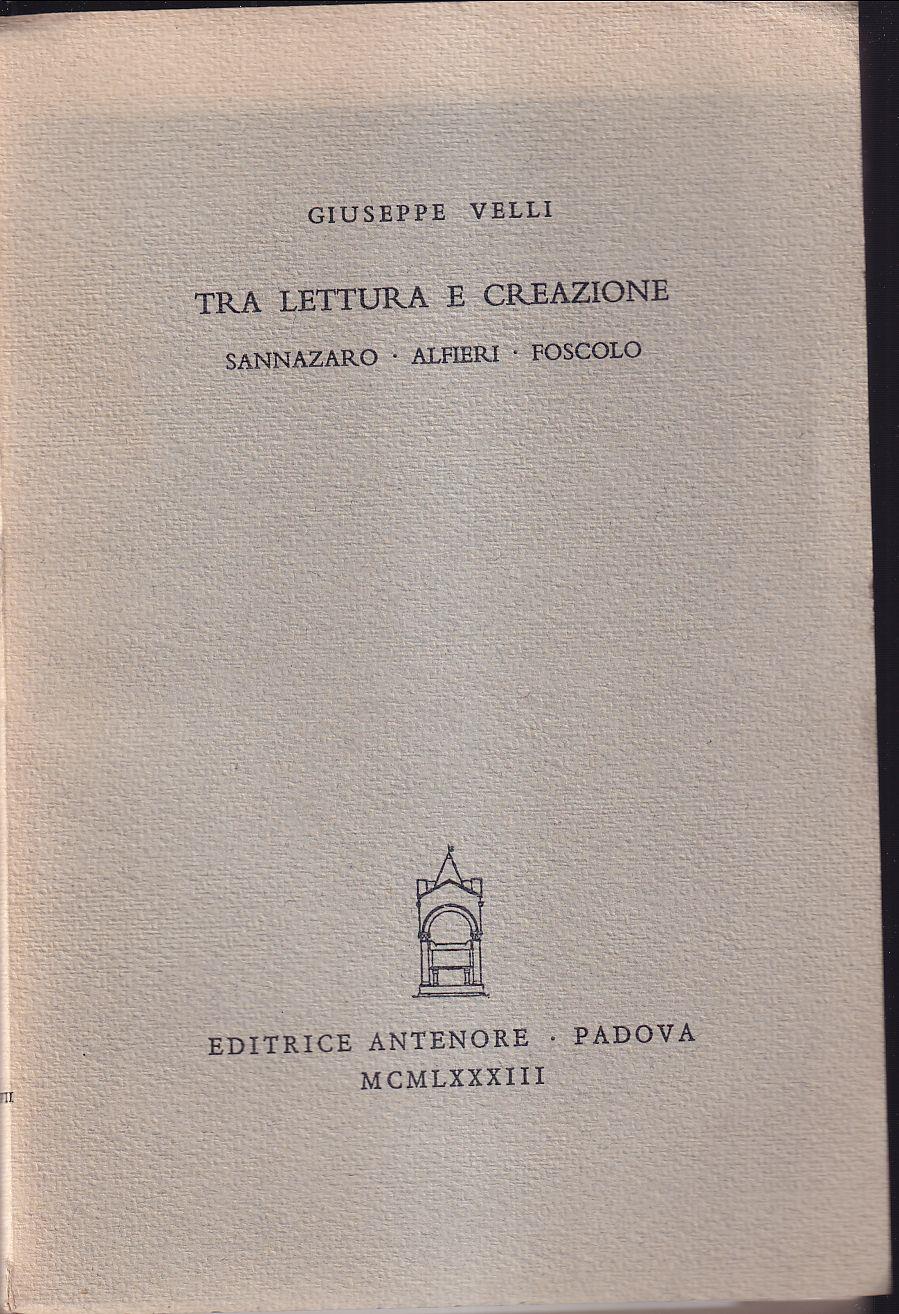 GIUSEPPE VELLI
TRA LETTURA E CREAZIONE
SANNAZARO · ALFIERI · FOSCOLO
EDITRICE ANTENORE · PADOVA
MCMLXXXIII